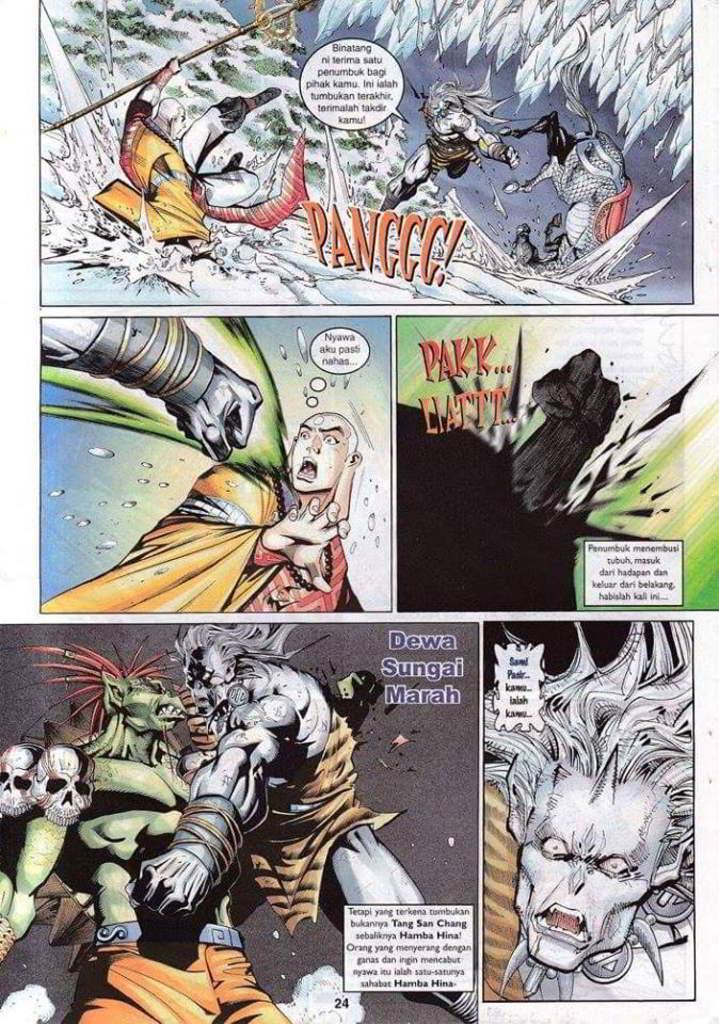 Binatang
ni terima satu
penumbuk bagi
pihak kamu. Ini ialah
tumbukan terakhir,
terimalah takdir
kamu!
PANGGG!
Nyawa
aku pasti
nahas...
PAKK...
LIATTT...
Penumbuk menembusi
tubuh, masuk
dari hadapan dan
keluar dari belakang,
habislah kali ini....
Dewa
Sungai
Marah
Sami
Pasir...
kamu...
ialah
kamu...
Tetapi yang terkena tumbukan
bukannya Tang San Chang
sebaliknya Hamba Hina!
Orang yang menyerang dengan
ganas dan ingin mencabut
nyawa itu ialah satu-satunya
sahabat Hamba Hina-
24